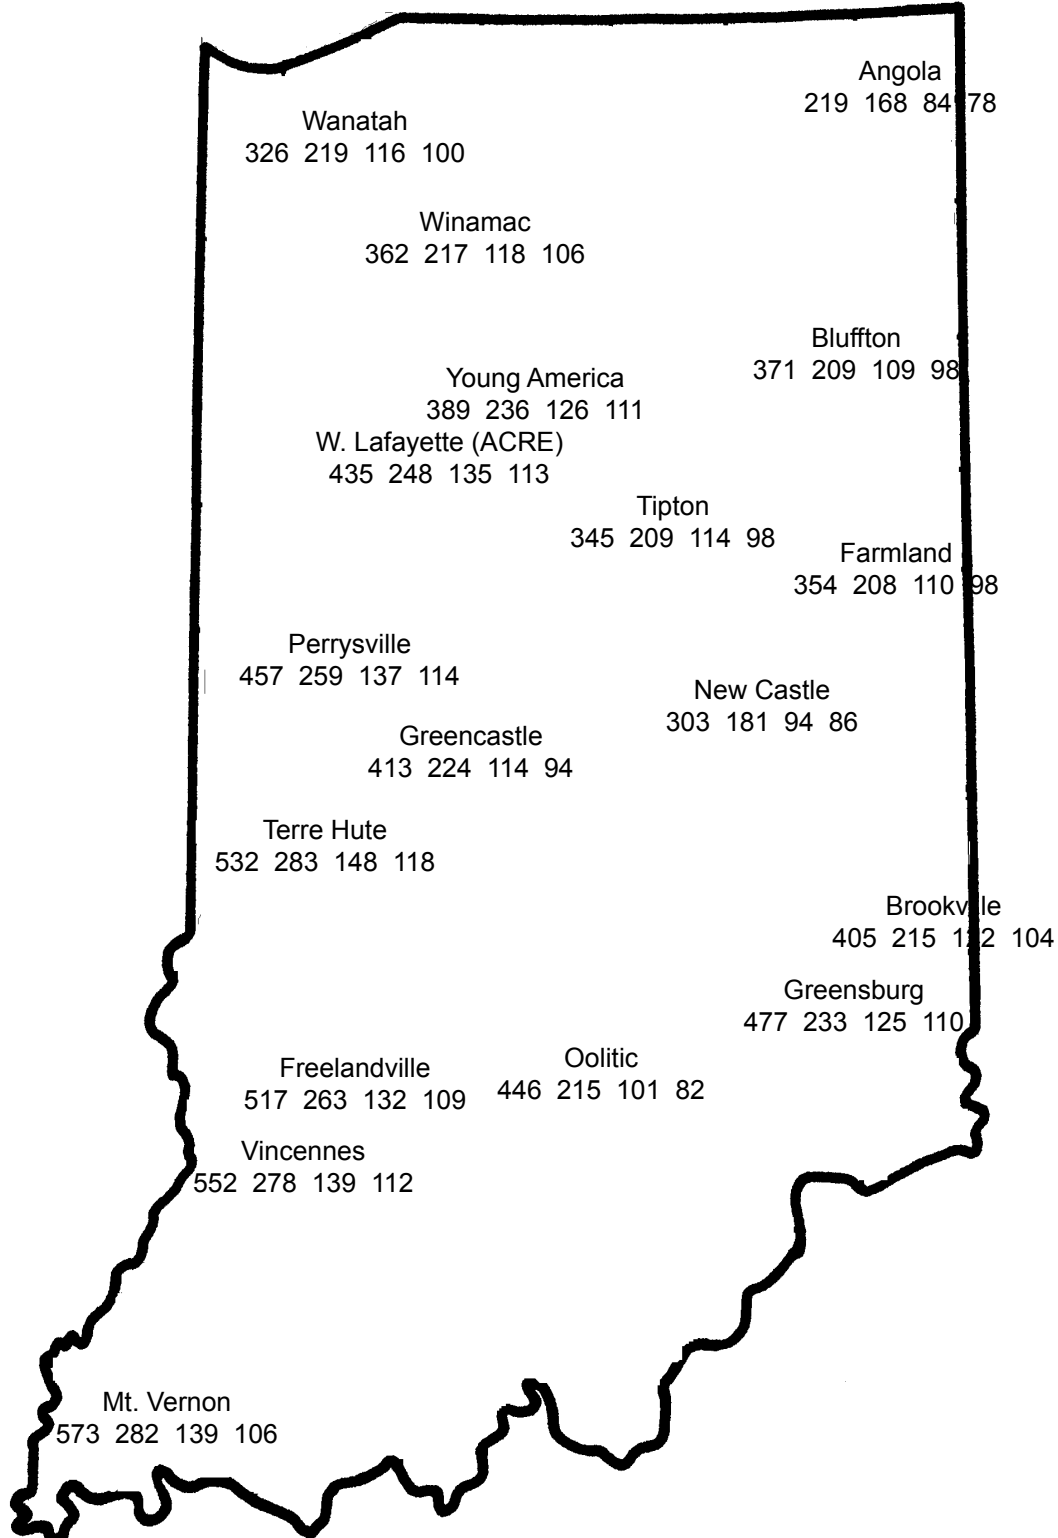 Angola
219 168 84 78
Wanatah
326 219 116 100
Winamac
362 217 118 106
Bluffton
371 209 109 98
Young America
389 236 126 111
W. Lafayette (ACRE)
435 248 135 113
Tipton
345 209 114 98
Farmland
354 208 110 98
Perrysville
457 259 137 114
New Castle
303 181 94 86
Greencastle
413 224 114 94
Terre Hute
532 283 148 118
Brookville
405 215 122 104
Greensburg
477 233 125 110
Oolitic
446 215 101 82
Freelandville
517 263 132 109
Vincennes
552 278 139 112
Mt. Vernon
573 282 139 106